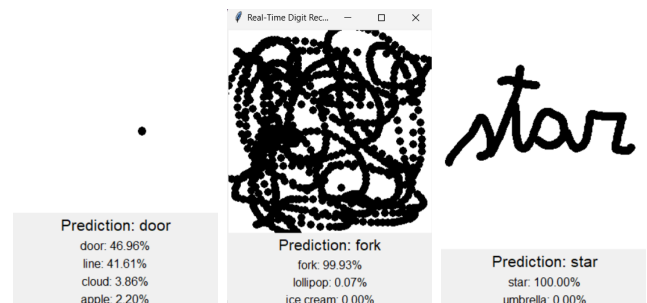 Prediction: door
door: 46.96%
line: 41.61%
cloud: 3.86%
apple: 2.20%
Real-Time Digit Rec...
Prediction: fork
fork: 99.93%
lollipop: 0.07%
ice cream: 0.00%
star
Prediction: star
star: 100.00%
umbrella: 0.00%